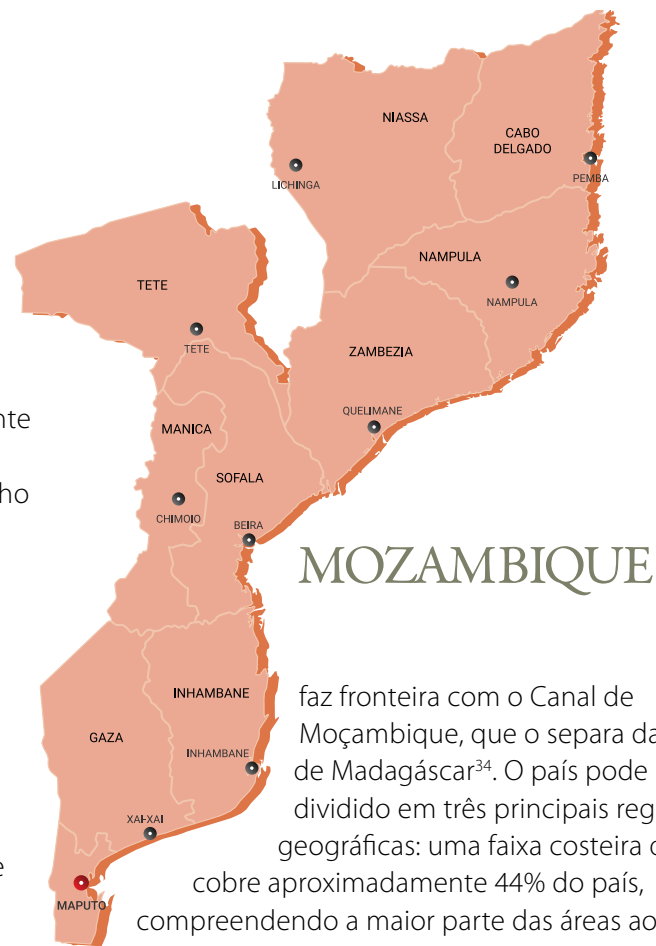 NIASSA
CABO
DELGADO
LICHINGA
PEMBA
NAMPULA
NAMPULA
TETE
TETE
ZAMBEZIA
QUELIMANE
MANICA
SOFALA
CHIMOIO
BEIRA
nte
ho
MOZAMBIQUE
INHAMBANE
GAZA
INHAMBANE
XAI-XAI
MAPUTO
e
faz fronteira com o Canal de
Moçambique, que o separa da
de Madagáscar³⁴. O país pode
dividido em três principais reg
geográficas: uma faixa costeira
cobre aproximadamente 44% do país,
compreendendo a maior parte das áreas ao